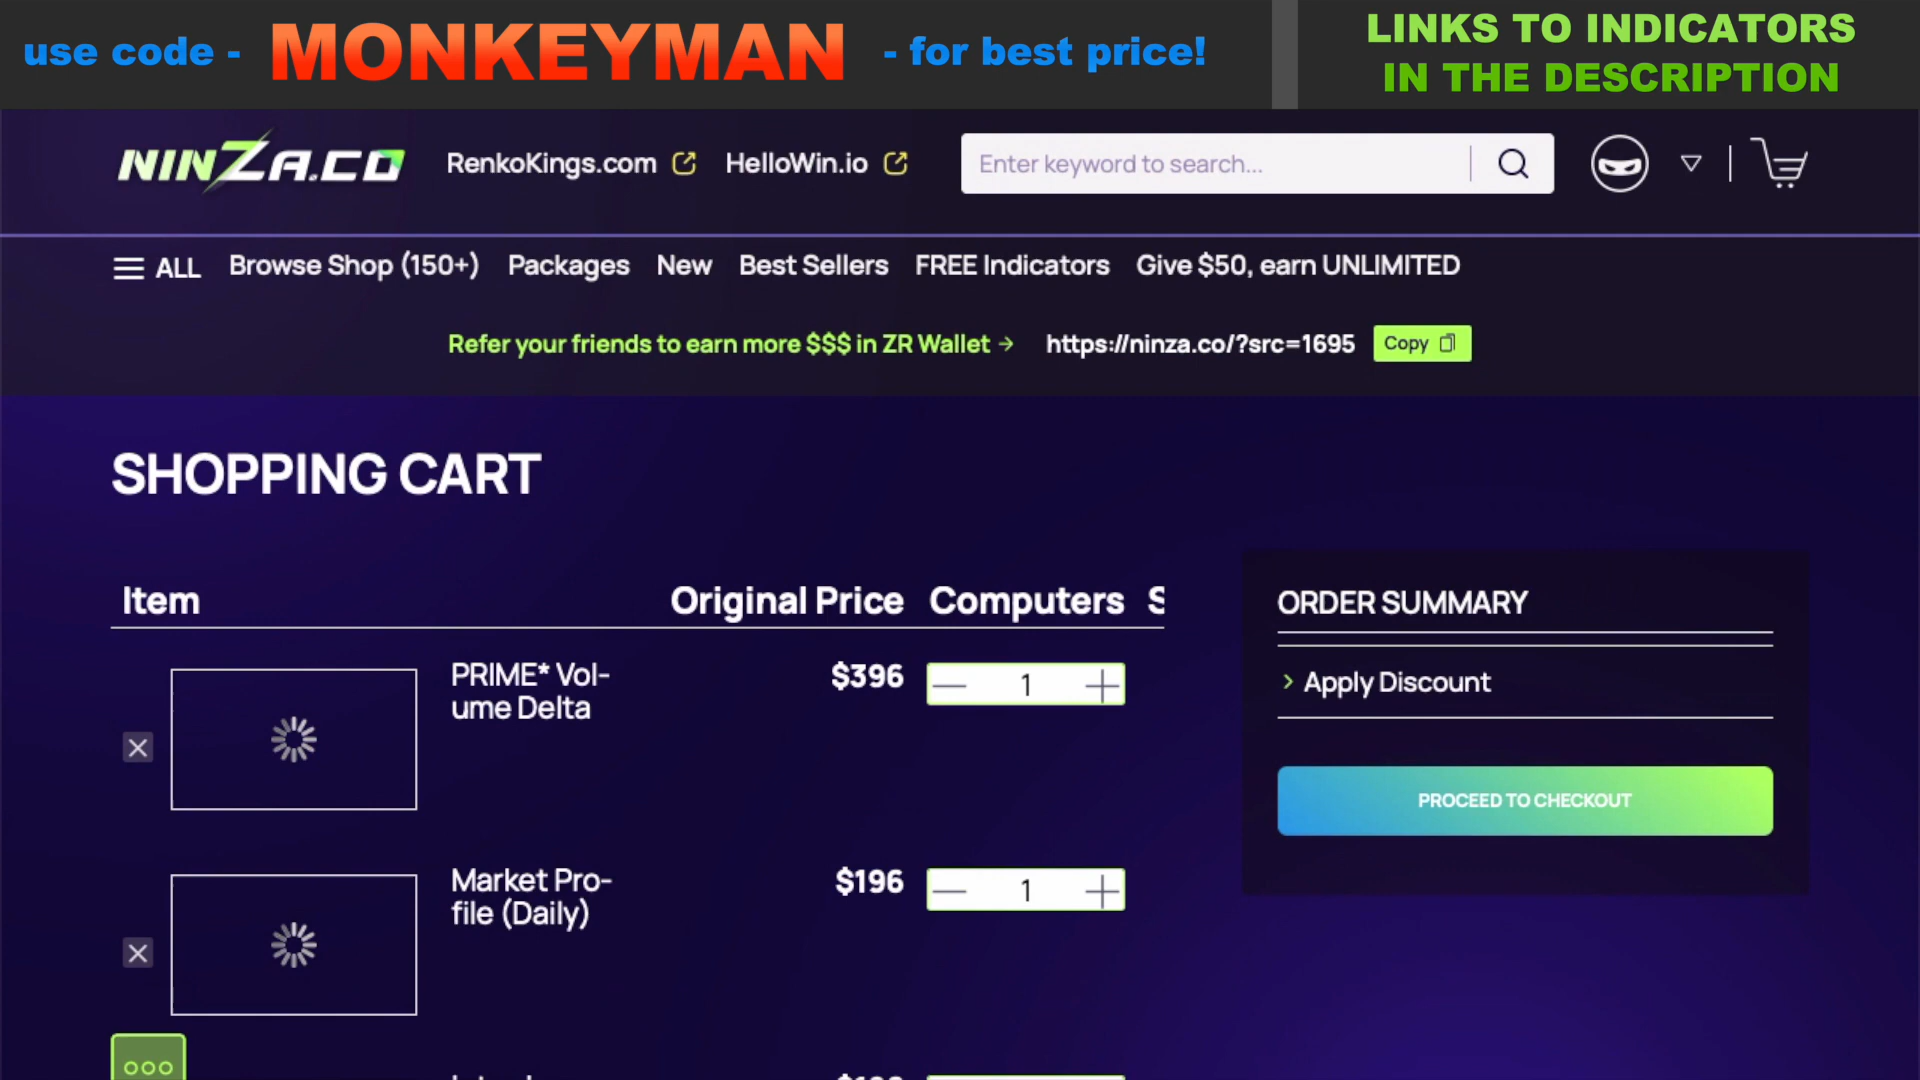 use code - MONKEYMAN - for best price!
LINKS TO INDICATORS
IN THE DESCRIPTION
NINZA.CO
RenkoKings.com
HelloWin.io
Enter keyword to search...
ALL
Browse Shop (150+)
Packages
New
Best Sellers
FREE Indicators
Give $50, earn UNLIMITED
Refer your friends to earn more $$$ in ZR Wallet →
https://ninza.co/?src=1695
Copy
SHOPPING CART
Item
Original Price
Computers
S
PRIME* Vol-
ume Delta
$396
1
Market Pro-
file (Daily)
$196
1
ORDER SUMMARY
Apply Discount
PROCEED TO CHECKOUT